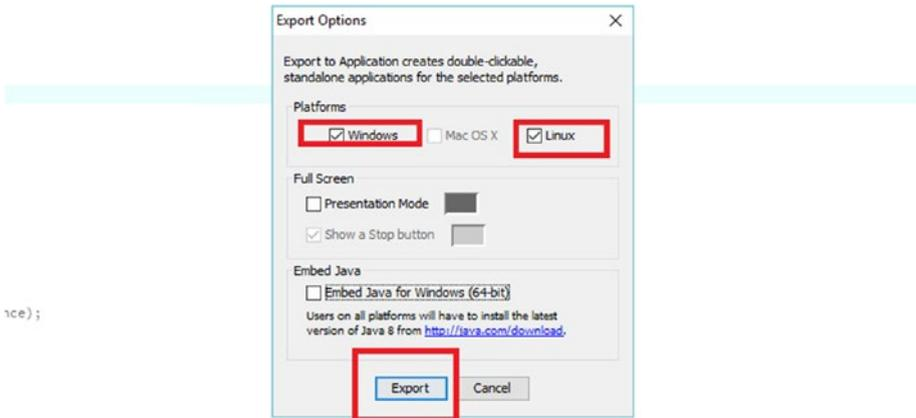 Export Options
Export to Application creates double-clickable,
standalone applications for the selected platforms.
Platforms
Windows Mac OS X Linux
Full Screen
Presentation Mode
Show a Stop button
Embed Java
Embed Java for Windows (64-bit)
nce);
Users on all platforms will have to install the latest
version of Java 8 from http://java.com/download.
Export Cancel